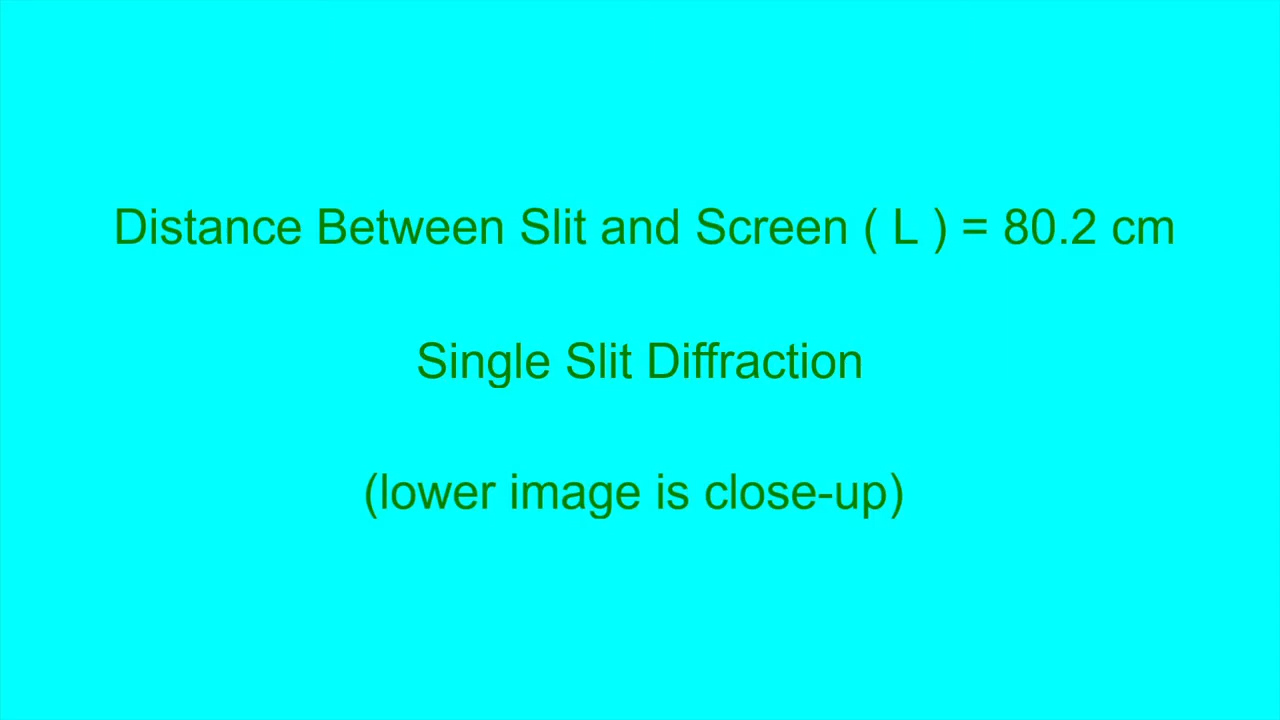 Distance Between Slit and Screen ( L ) = 80.2 cm
Single Slit Diffraction
(lower image is close-up)